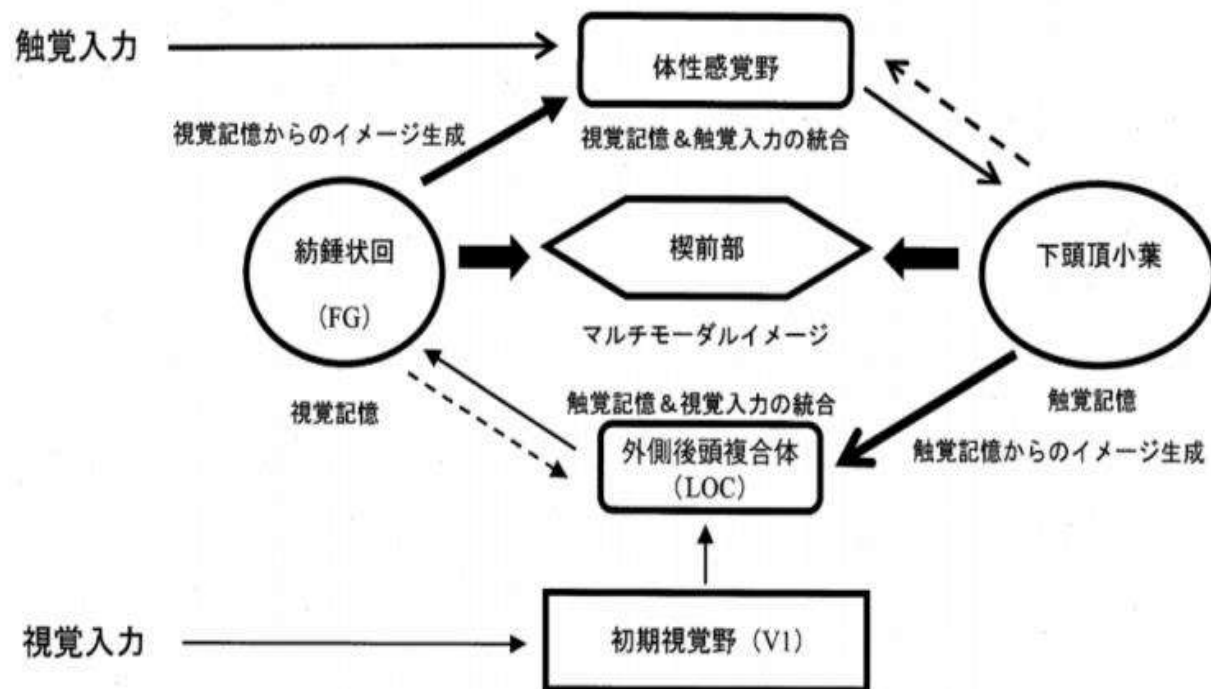 触覚入力
体性感覚野
視覚記憶からのイメージ生成
視覚記憶&触覚入力の統合
紡錘状回
(FG)
楔前部
下頭頂小葉
マルチモーダルイメージ
視覚記憶
触覚記憶&視覚入力の統合
触覚記憶
外側後頭複合体
(LOC)
触覚記憶からのイメージ生成
視覚入力
初期視覚野 (V1)